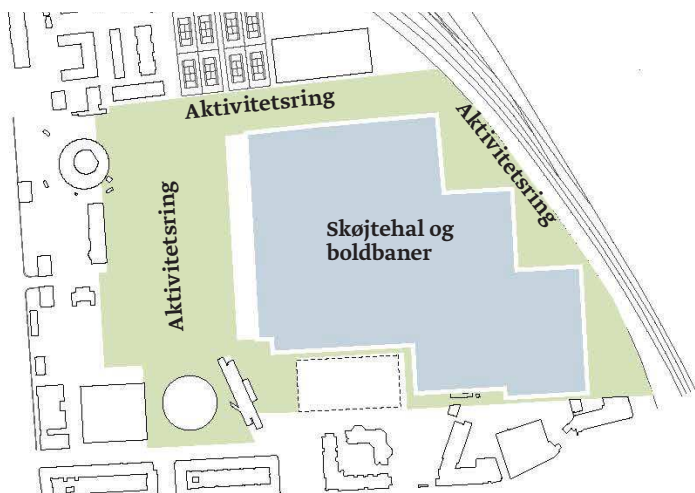 Aktivitetsring
Aktivitetsring
Aktivitetsring
Skøjtehal og
boldbaner